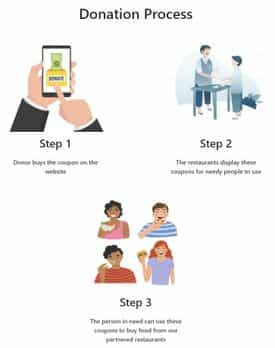 Donation Process
DONATE
Step 1
Donor buys the coupon on the
website
Step 2
The restaurants display these
coupons for needy people to use
Step 3
The person in need can use these
coupons to buy food from our
partnered restaurants